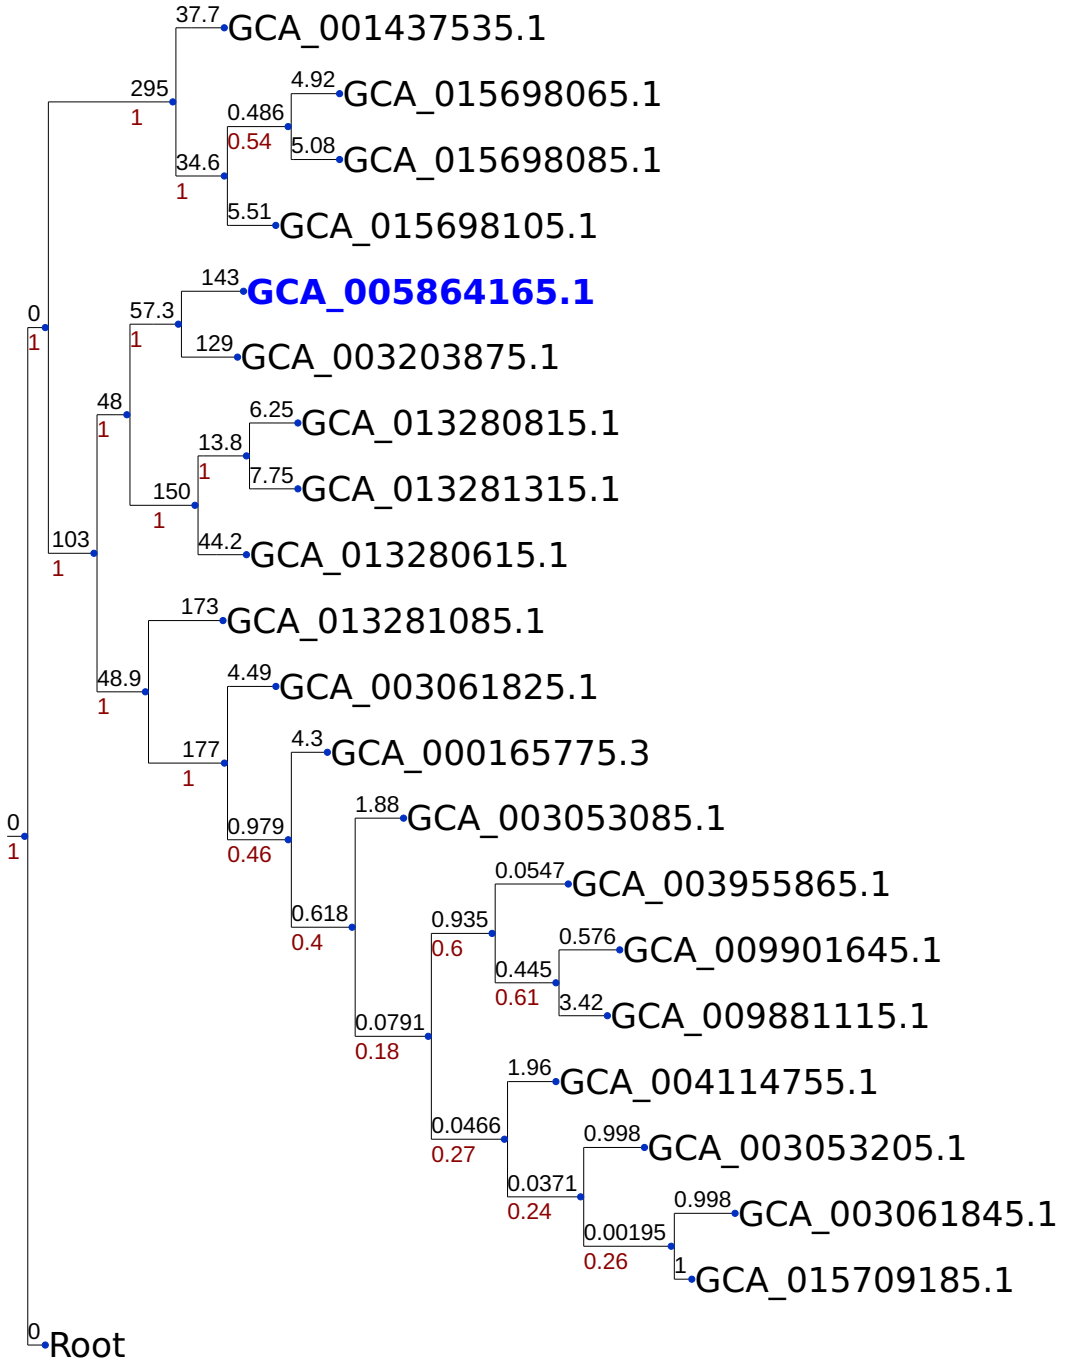 37.7
GCA_001437535.1
295
1
4.92
GCA_015698065.1
0.486
0.54
5.08
GCA_015698085.1
34.6
1
5.51
GCA_015698105.1
143
GCA_005864165.1
0
1
57.3
1
129
GCA_003203875.1
48
1
6.25
GCA_013280815.1
13.8
1
7.75
GCA_013281315.1
150
1
44.2
GCA_013280615.1
103
1
173
GCA_013281085.1
48.9
1
4.49
GCA_003061825.1
177
1
4.3
GCA_000165775.3
0
1
0.979
0.46
1.88
GCA_003053085.1
0.618
0.4
0.0547
GCA_003955865.1
0.935
0.6
0.576
GCA_009901645.1
0.445
0.61
3.42
GCA_009881115.1
0.0791
0.18
1.96
GCA_004114755.1
0.0466
0.27
0.998
GCA_003053205.1
0.0371
0.24
0.998
GCA_003061845.1
0.00195
0.26
1
GCA_015709185.1
0
Root